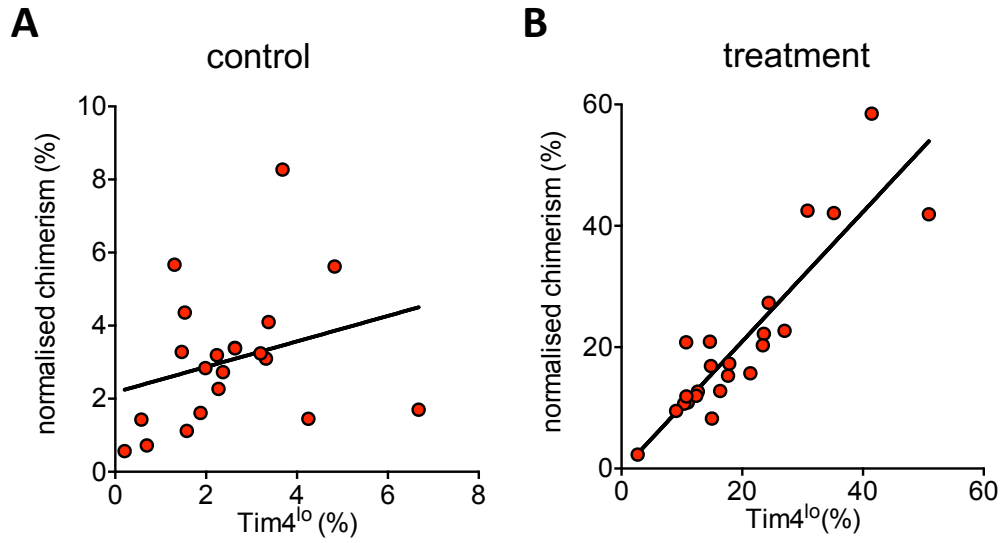 A
control
normalised chimerism (%)
10
8
6
4
2
0
0 2 4 6 8
Tim4lo (%)
B
treatment
normalised chimerism (%)
60
40
20
0
0 20 40 60
Tim4lo(%)